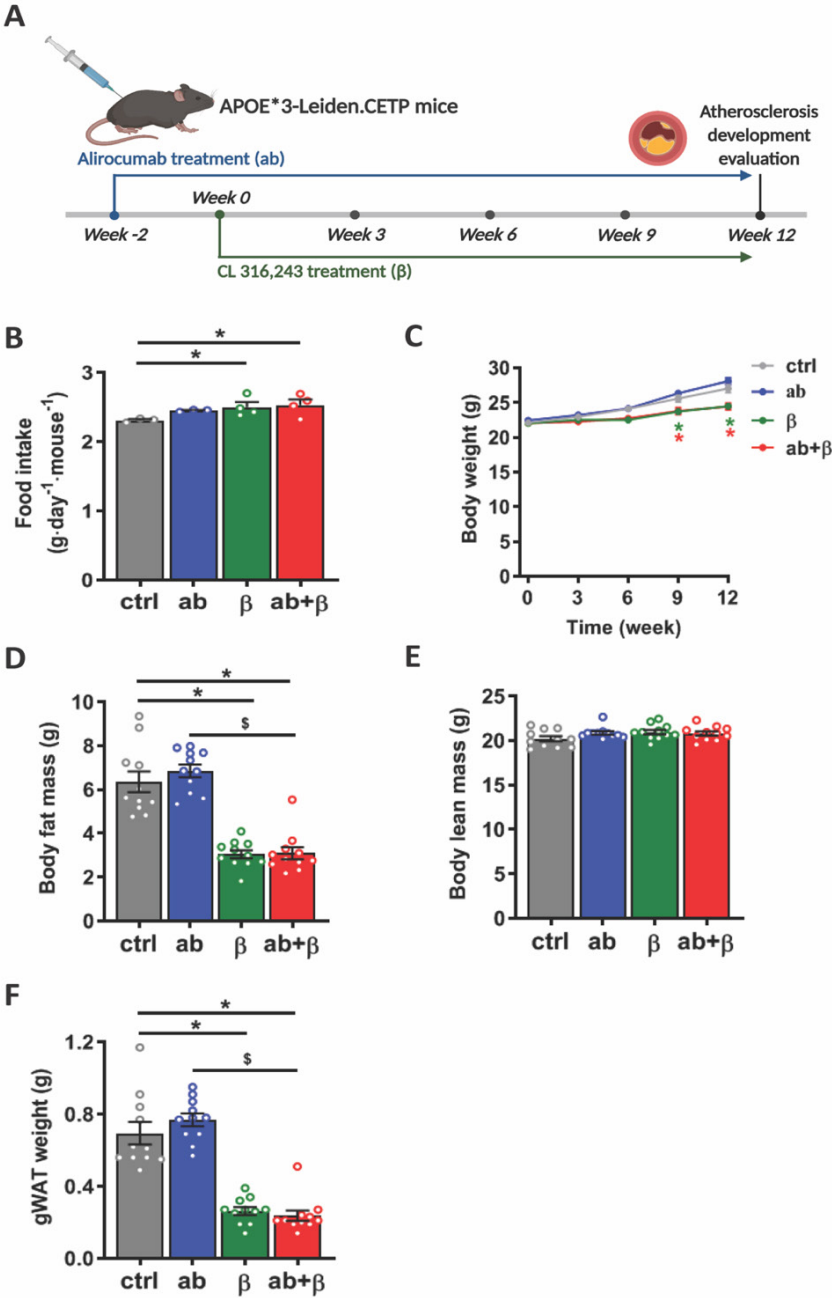 A
APOE*3-Leiden.CETP mice
Atherosclerosis
development
evaluation
Alirocumab treatment (ab)
Week 0
Week -2
Week 3
Week 6
Week 9
Week 12
CL 316,243 treatment (β)
B
*
*
Food intake
(g·day⁻¹·mouse⁻¹)
3
2
1
0
ctrl ab β ab+β
C
Body weight (g)
30
25
20
15
10
5
0
0 3 6 9 12
Time (week)
* *
* *
ctrl
ab
β
ab+β
D
*
*
$
Body fat mass (g)
10
8
6
4
2
0
ctrl ab β ab+β
E
Body lean mass (g)
25
20
15
10
5
0
ctrl ab β ab+β
F
*
*
$
gWAT weight (g)
1.2
0.8
0.4
0.0
ctrl ab β ab+β